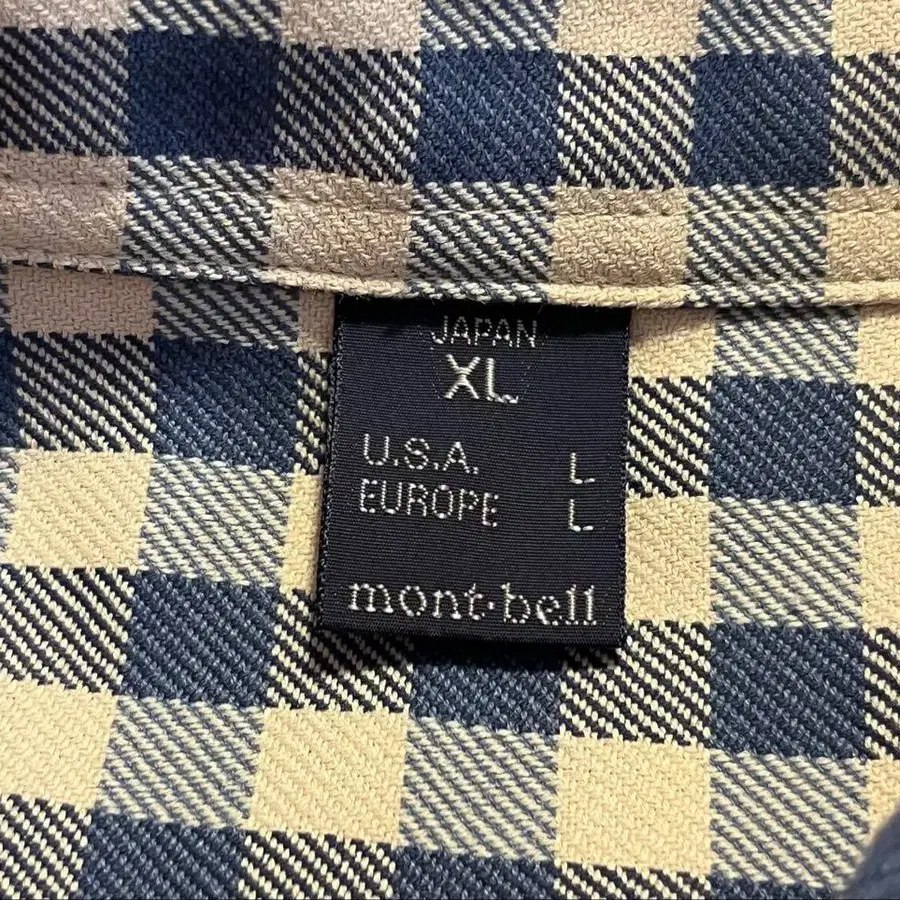 JAPAN
XL
U.S.A. L
EUROPE L
mont·bell